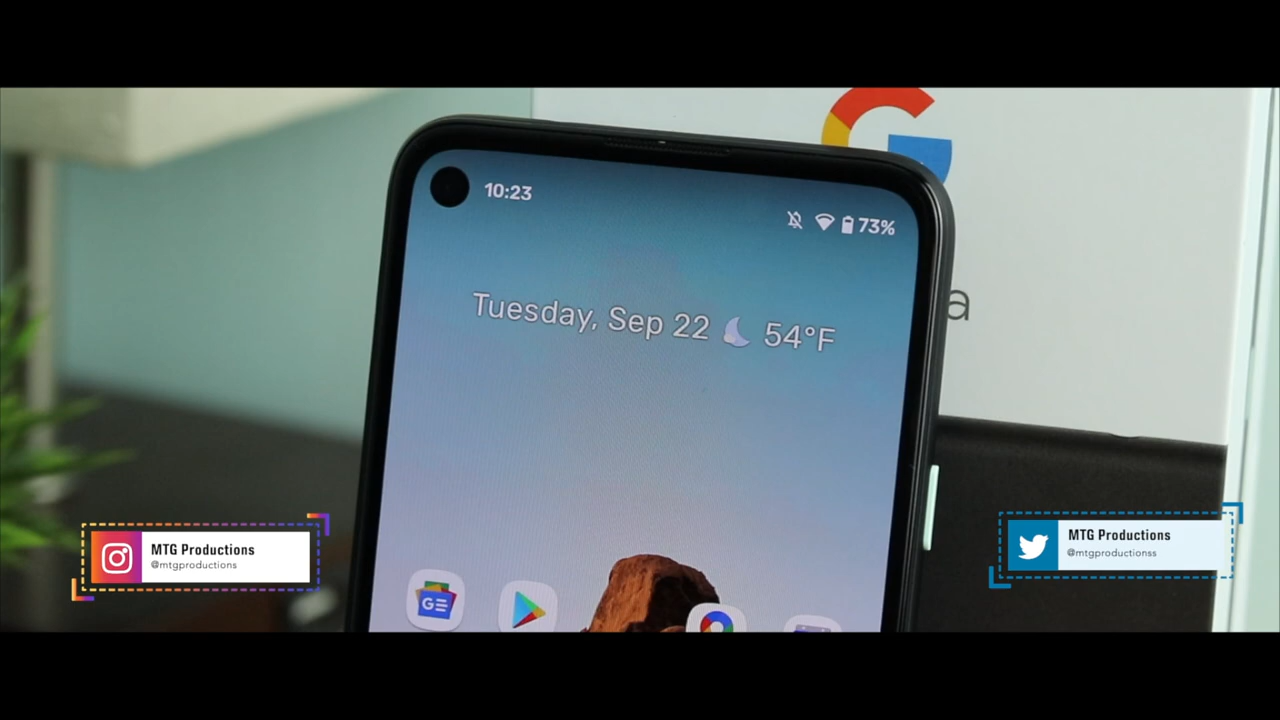 10:23
73%
Tuesday, Sep 22 54°F
a
MTG Productions
@mtgproductions
MTG Productions
@mtgproductionss